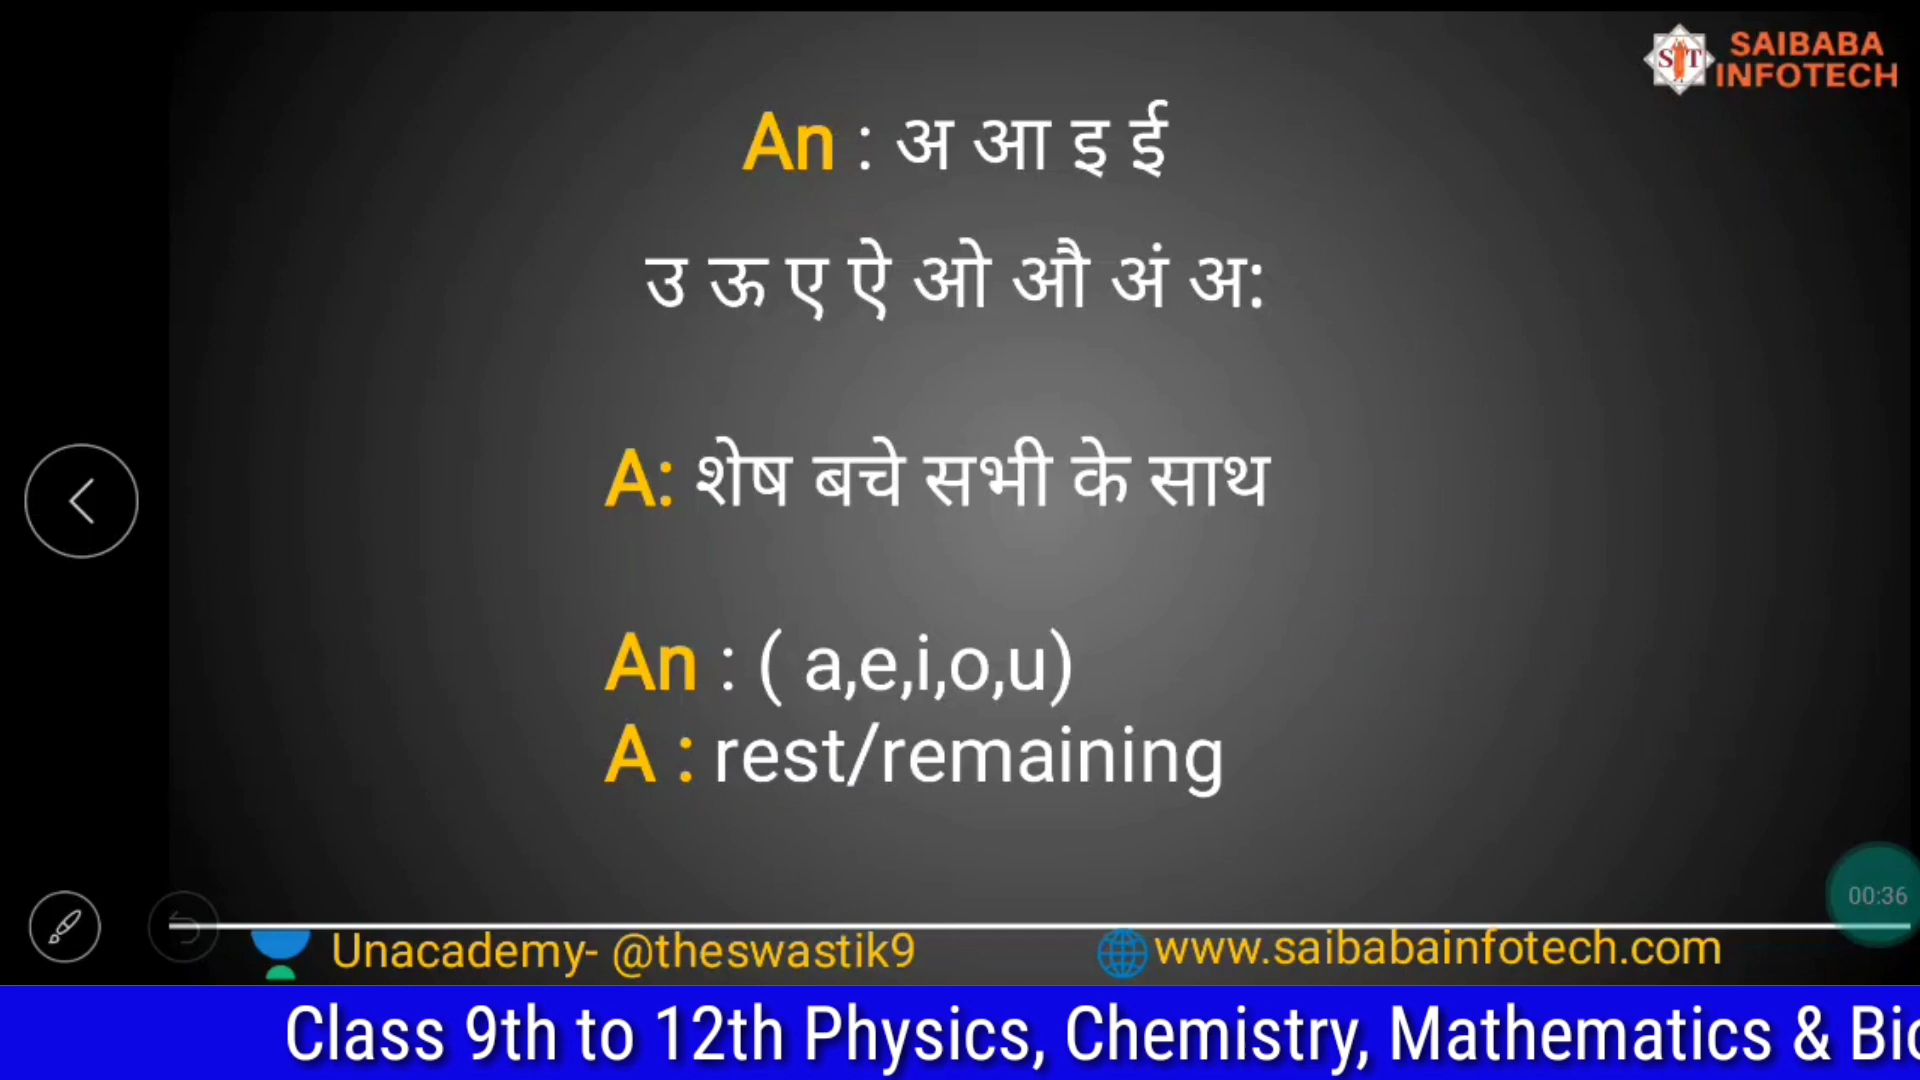 SAIBABA
INFOTECH
SIT
An : अ आ इ ई
उ ऊ ए ऐ ओ औ अं अ:
A: शेष बचे सभी के साथ
An : ( a,e,i,o,u)
A : rest/remaining
00:36
Unacademy- @theswastik9
www.saibabainfotech.com
Class 9th to 12th Physics, Chemistry, Mathematics &